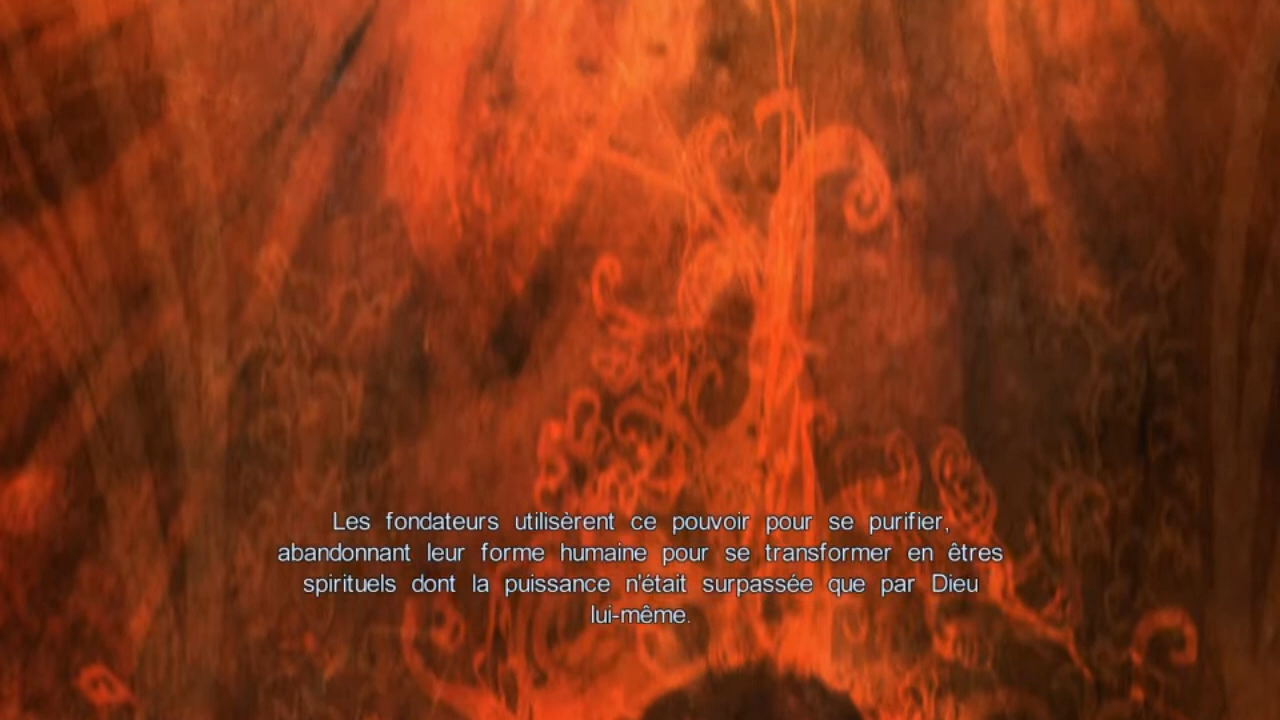 Les fondateurs utilisèrent ce pouvoir pour se purifier,
abandonnant leur forme humaine pour se transformer en êtres
spirituels dont la puissance n'était surpassée que par Dieu
lui-même.